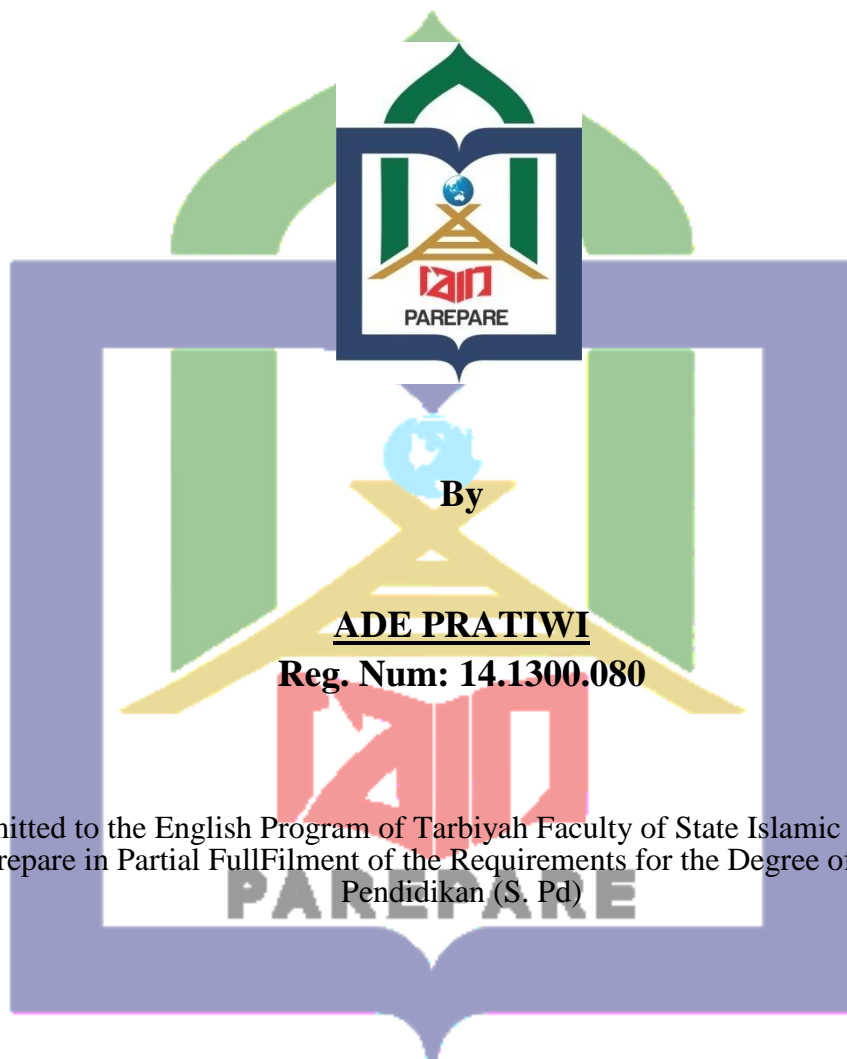 PAREPARE
By
ADE PRATIWI
Reg. Num: 14.1300.080
mitted to the English Program of Tarbiyah Faculty of State Islamic
repare in Partial FullFilment of the Requirements for the Degree of
Pendidikan (S. Pd)
PAREPARE